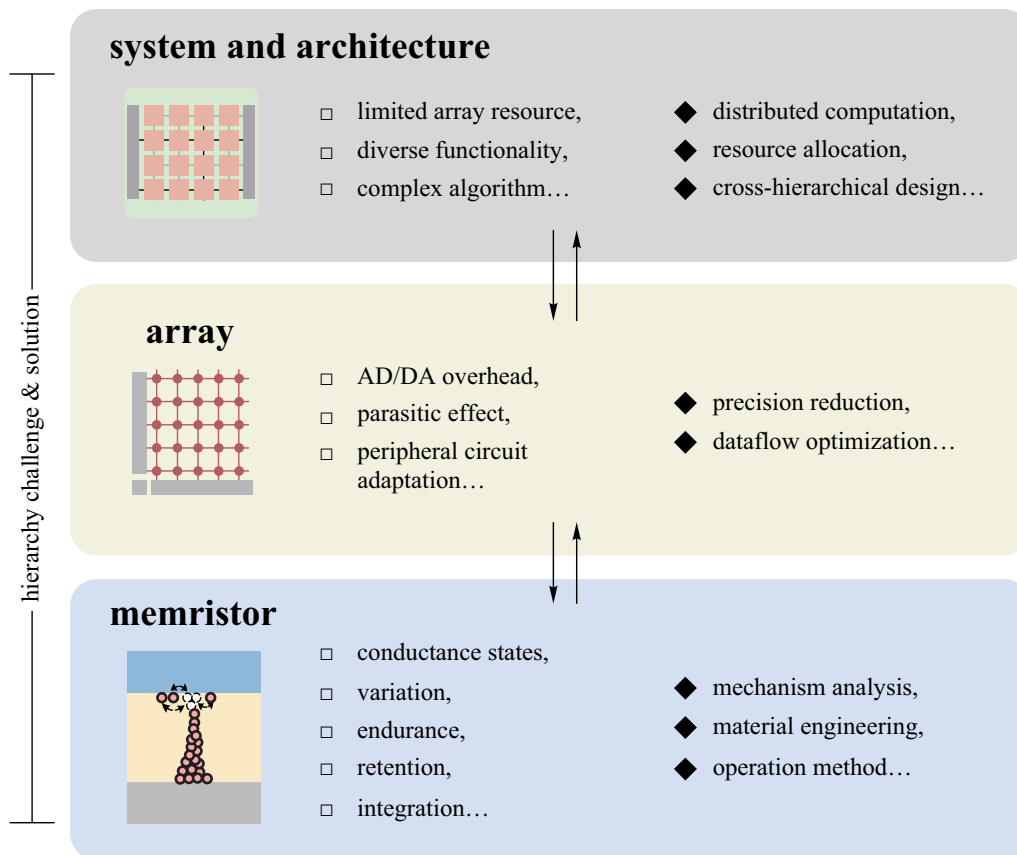 system and architecture
□ limited array resource,
□ diverse functionality,
□ complex algorithm…
◆ distributed computation,
◆ resource allocation,
◆ cross-hierarchical design…
hierarchy challenge & solution
array
□ AD/DA overhead,
□ parasitic effect,
□ peripheral circuit
adaptation…
◆ precision reduction,
◆ dataflow optimization…
memristor
□ conductance states,
□ variation,
□ endurance,
□ retention,
□ integration…
◆ mechanism analysis,
◆ material engineering,
◆ operation method…